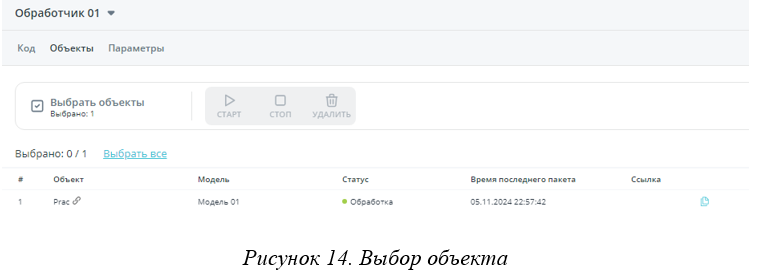 Обработчик 01
Код Объекты Параметры
Выбрать объекты
Выбрано: 1
СТАРТ СТОП УДАЛИТЬ
Выбрано: 0 / 1 Выбрать все
# Объект Модель Статус Время последнего пакета Ссылка
1 Prac Модель 01 Обработка 05.11.2024 22:57:42
Рисунок 14. Выбор объекта